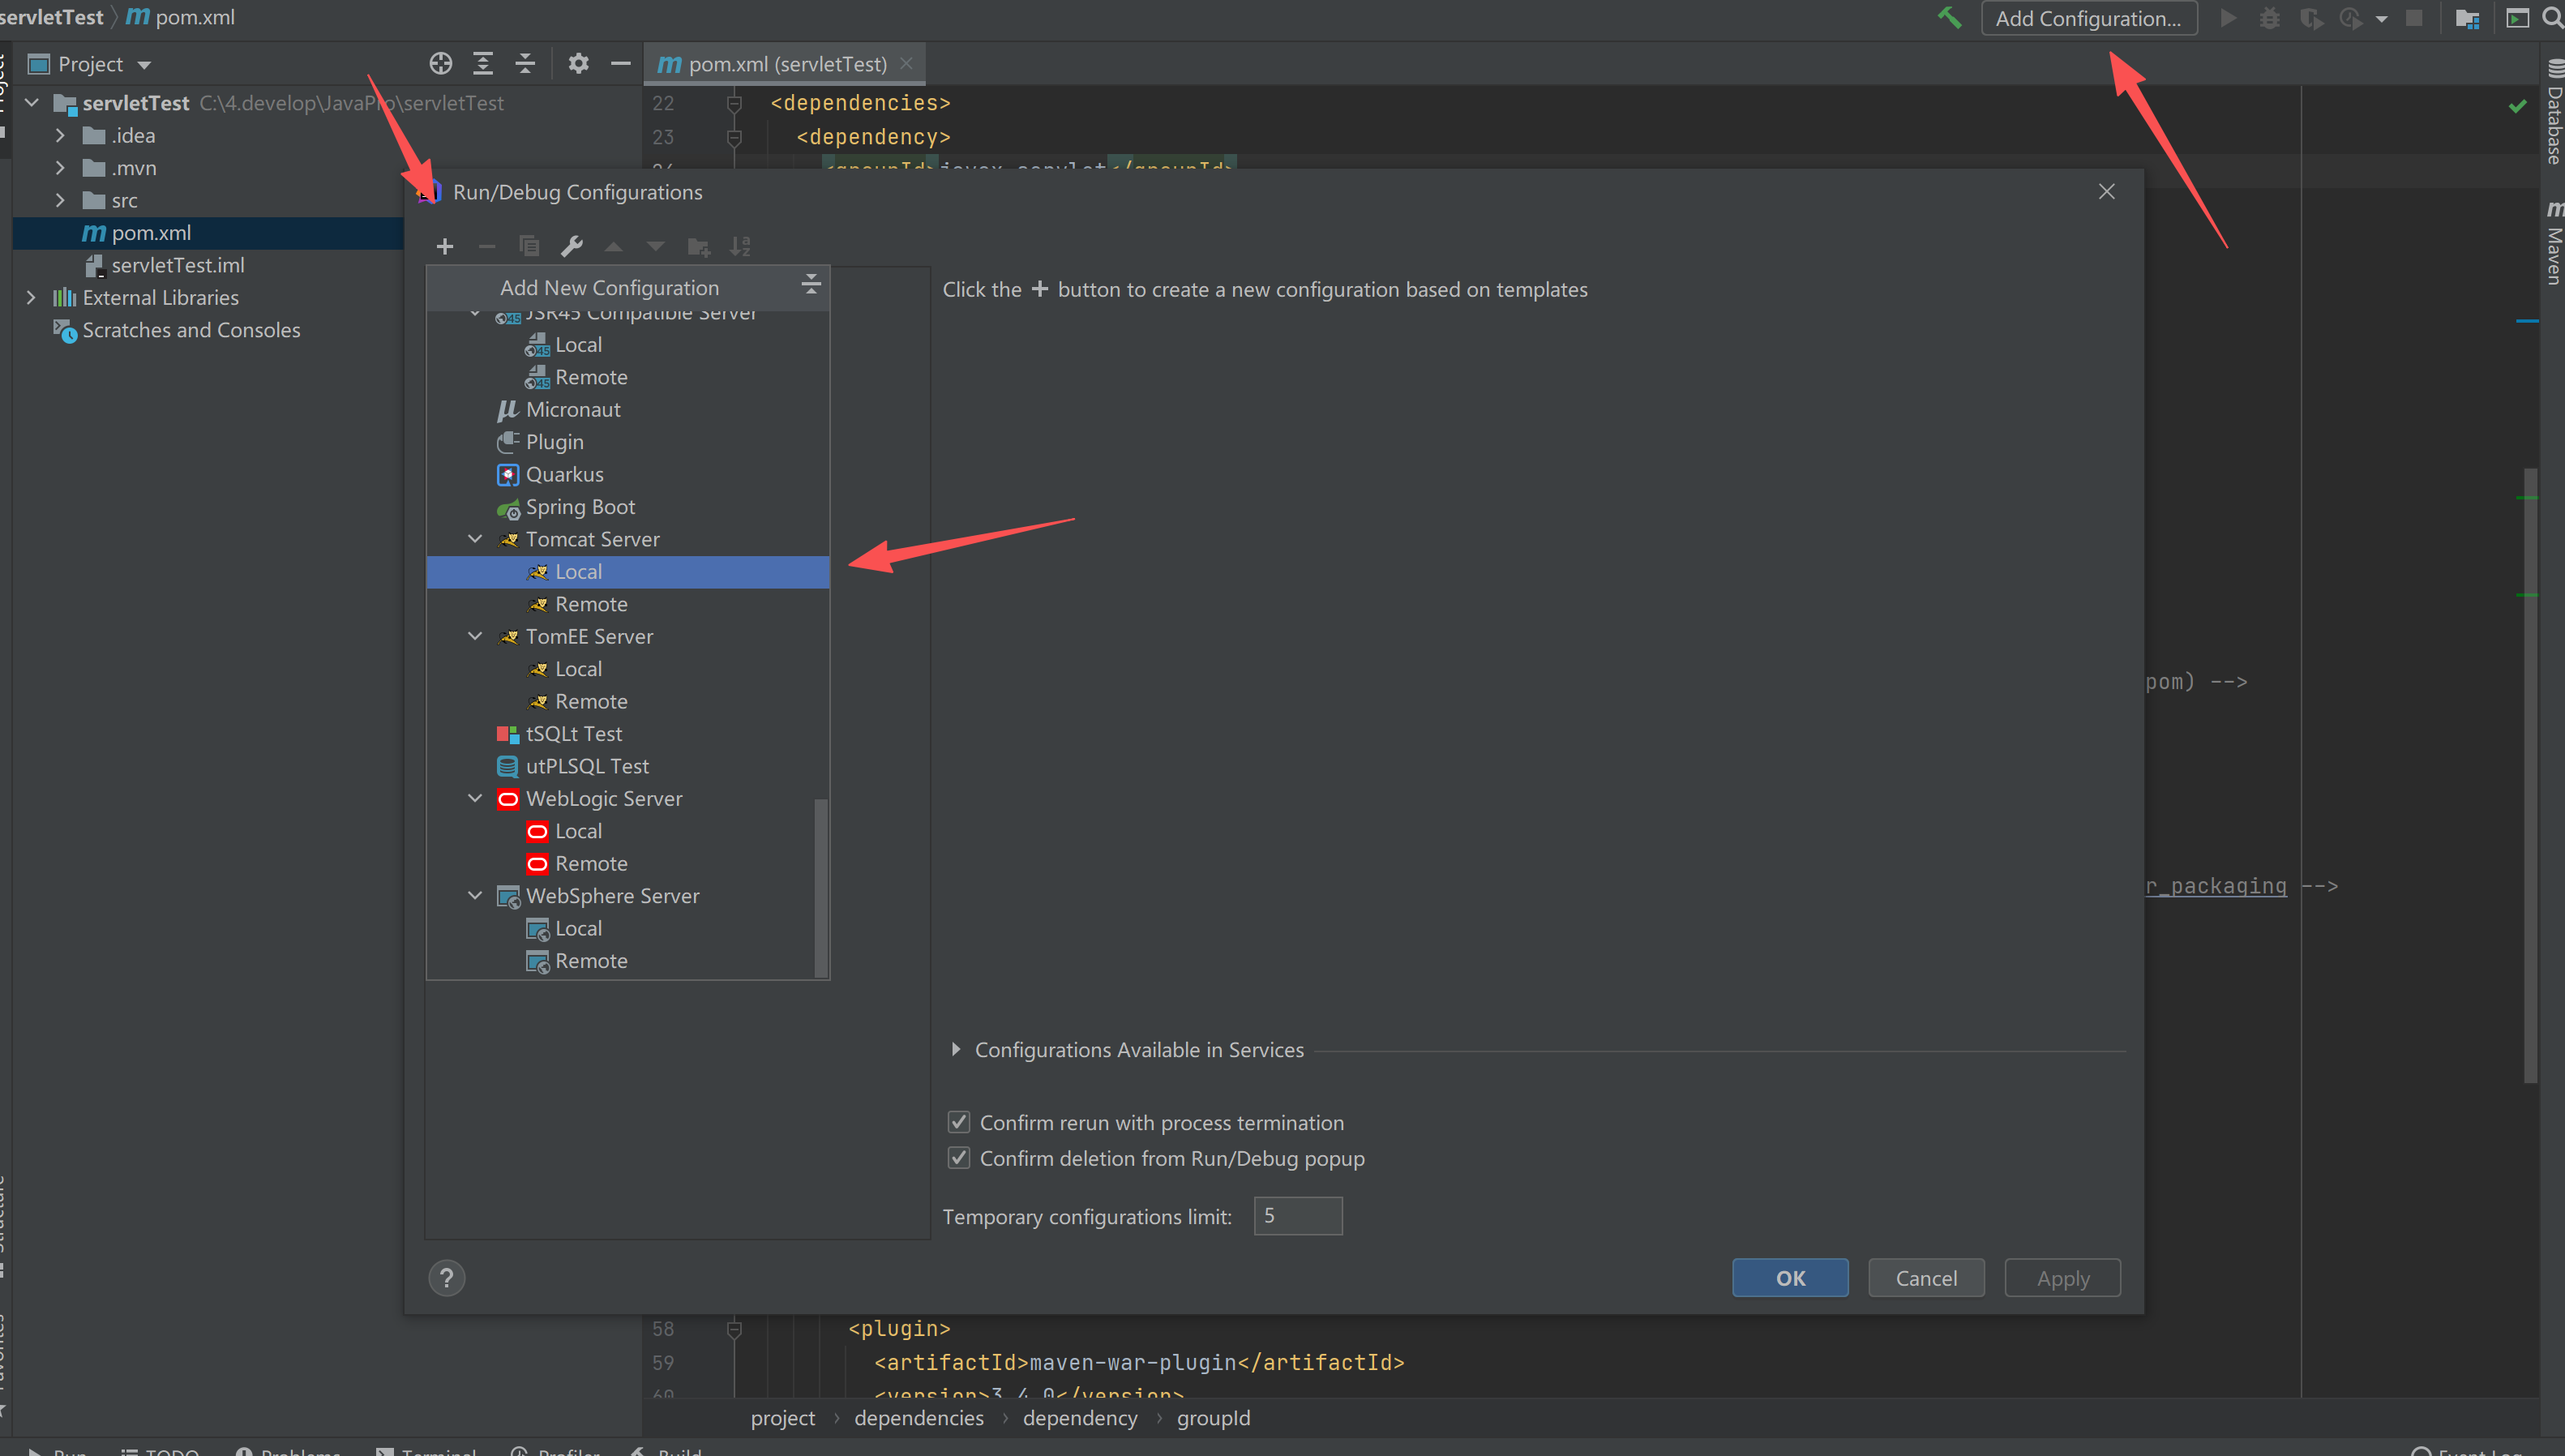 servletTest
pom.xml
Add Configuration...
Project
pom.xml (servletTest)
Database
Maven
servletTest C:\4.develop\JavaPro\servletTest
.idea
.mvn
src
pom.xml
servletTest.iml
External Libraries
Scratches and Consoles
22 <dependencies>
23 <dependency>
Run/Debug Configurations
Add New Configuration
JSR45 Compatible Server
Local
Remote
Micronaut
Plugin
Quarkus
Spring Boot
Tomcat Server
Local
Remote
TomEE Server
Local
Remote
tSQLt Test
utPLSQL Test
WebLogic Server
Local
Remote
WebSphere Server
Local
Remote
Click the + button to create a new configuration based on templates
Configurations Available in Services
Confirm rerun with process termination
Confirm deletion from Run/Debug popup
Temporary configurations limit: 5
?
OK
Cancel
Apply
pom) -->
r_packaging -->
58 <plugin>
59 <artifactId>maven-war-plugin</artifactId>
60 <version>3.4.0</version>
project › dependencies › dependency › groupId
Run
TODO
Problems
Terminal
Profiler
Build
Event Log